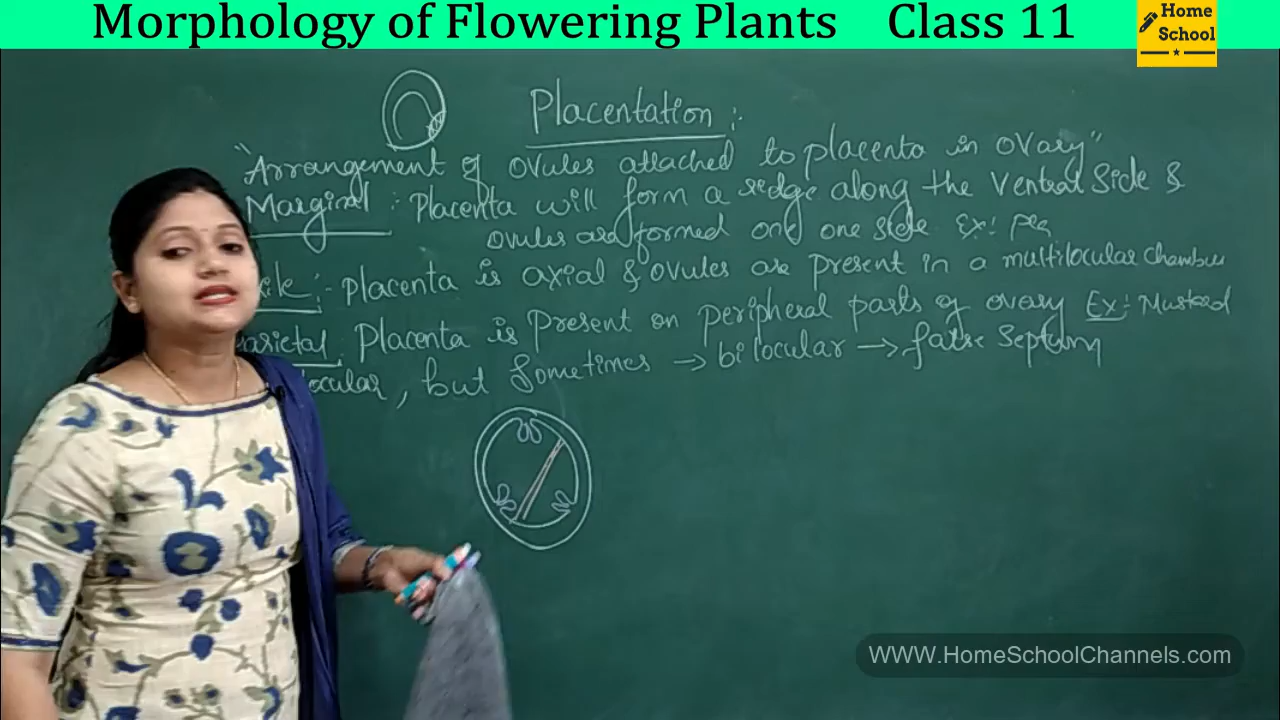 Morphology of Flowering Plants Class 11
Home
School
Placentation :-
"Arrangement of ovules attached to placenta in ovary"
Marginal :- Placenta will form a redge along the Ventral side &
ovules are formed on one side Ex: Pea
:- Placenta is axial & ovules are present in a multilocular chamber
Parietal : Placenta is present on peripheral parts of ovary Ex:- Mustard
locular, but Sometimes → bilocular → false Septum
WWW.HomeSchoolChannels.com